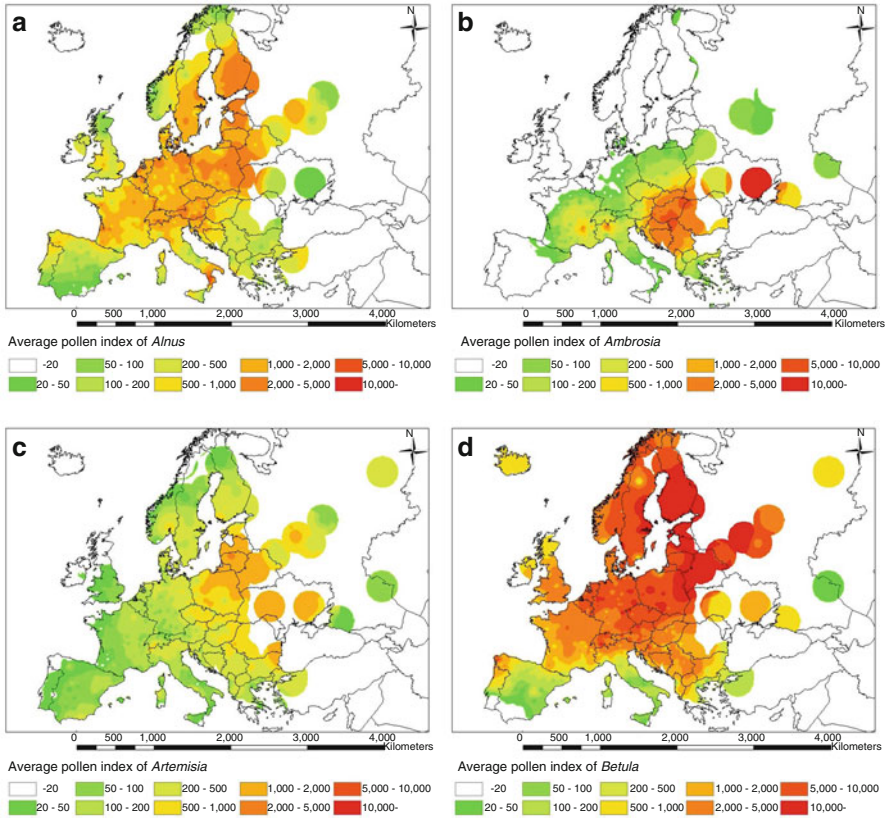 a
N
b
N
0 500 1,000 2,000 3,000 4,000
Kilometers
0 500 1,000 2,000 3,000 4,000
Kilometers
Average pollen index of Alnus
-20 50 - 100 200 - 500 1,000 - 2,000 5,000 - 10,000
20 - 50 100 - 200 500 - 1,000 2,000 - 5,000 10,000-
Average pollen index of Ambrosia
-20 50 - 100 200 - 500 1,000 - 2,000 5,000 - 10,000
20 - 50 100 - 200 500 - 1,000 2,000 - 5,000 10,000-
c
N
d
N
0 500 1,000 2,000 3,000 4,000
Kilometers
0 500 1,000 2,000 3,000 4,000
Kilometers
Average pollen index of Artemisia
-20 50 - 100 200 - 500 1,000 - 2,000 5,000 - 10,000
20 - 50 100 - 200 500 - 1,000 2,000 - 5,000 10,000-
Average pollen index of Betula
-20 50 - 100 200 - 500 1,000 - 2,000 5,000 - 10,000
20 - 50 100 - 200 500 - 1,000 2,000 - 5,000 10,000-